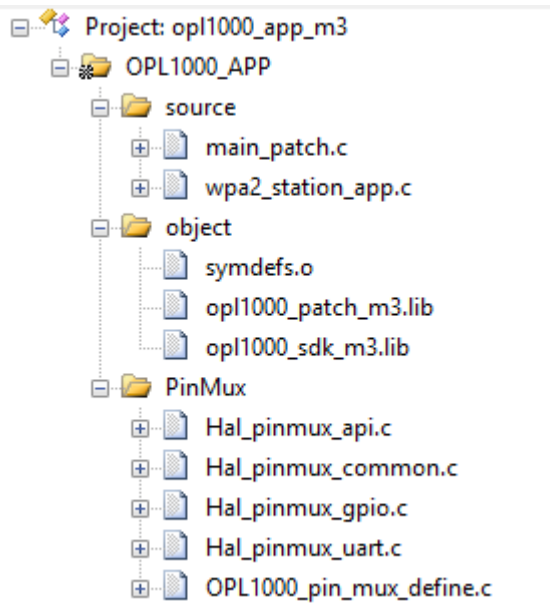 Project: opl1000_app_m3
OPL1000_APP
source
main_patch.c
wpa2_station_app.c
object
symdefs.o
opl1000_patch_m3.lib
opl1000_sdk_m3.lib
PinMux
Hal_pinmux_api.c
Hal_pinmux_common.c
Hal_pinmux_gpio.c
Hal_pinmux_uart.c
OPL1000_pin_mux_define.c